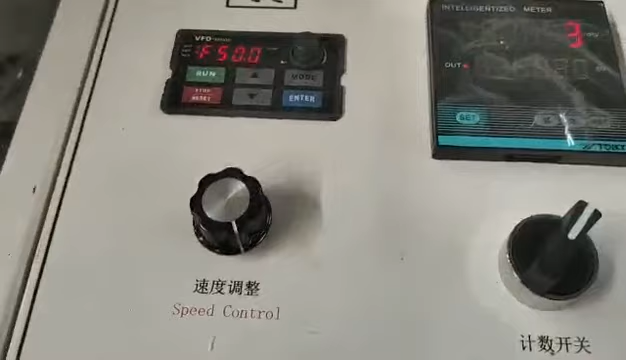 INTELLIGENTIZED METER
VFD
F50.0
3
OUT
RUN
MODE
STOP
RESET
ENTER
SET
速度调整
Speed Control
计数开关